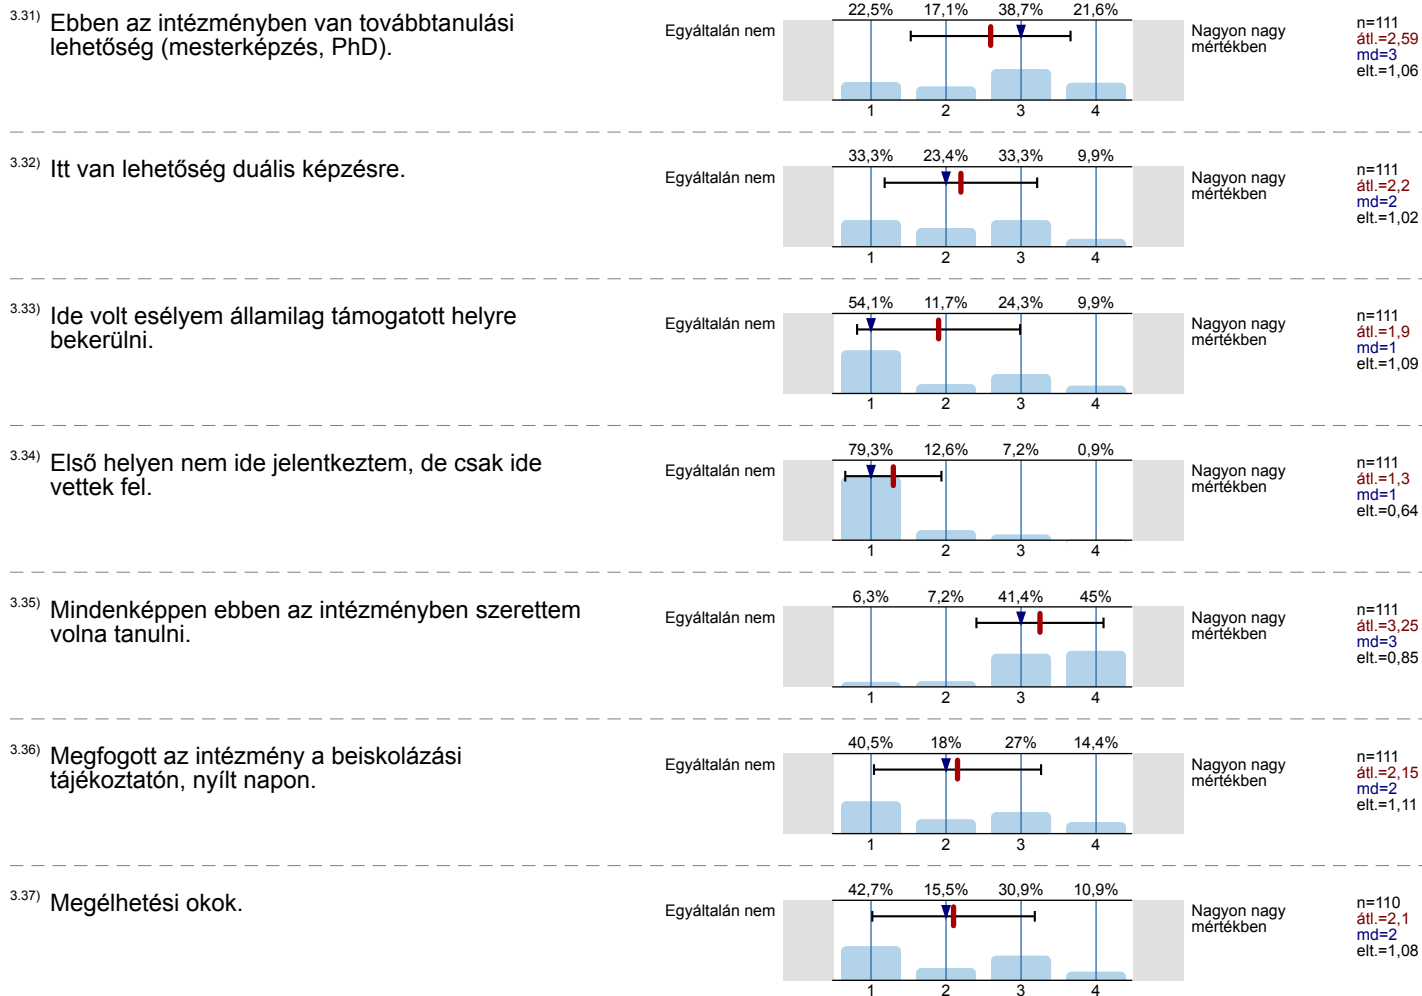 3.31) Ebben az intézményben van továbbtanulási
lehetőség (mesterképzés, PhD).
Egyáltalán nem
22,5% 17,1% 38,7% 21,6%
1 2 3 4
Nagyon nagy
mértékben
n=111
átl.=2,59
md=3
elt.=1,06
3.32) Itt van lehetőség duális képzésre.
Egyáltalán nem
33,3% 23,4% 33,3% 9,9%
1 2 3 4
Nagyon nagy
mértékben
n=111
átl.=2,2
md=2
elt.=1,02
3.33) Ide volt esélyem államilag támogatott helyre
bekerülni.
Egyáltalán nem
54,1% 11,7% 24,3% 9,9%
1 2 3 4
Nagyon nagy
mértékben
n=111
átl.=1,9
md=1
elt.=1,09
3.34) Első helyen nem ide jelentkeztem, de csak ide
vettek fel.
Egyáltalán nem
79,3% 12,6% 7,2% 0,9%
1 2 3 4
Nagyon nagy
mértékben
n=111
átl.=1,3
md=1
elt.=0,64
3.35) Mindenképpen ebben az intézményben szerettem
volna tanulni.
Egyáltalán nem
6,3% 7,2% 41,4% 45%
1 2 3 4
Nagyon nagy
mértékben
n=111
átl.=3,25
md=3
elt.=0,85
3.36) Megfogott az intézmény a beiskolázási
tájékoztatón, nyílt napon.
Egyáltalán nem
40,5% 18% 27% 14,4%
1 2 3 4
Nagyon nagy
mértékben
n=111
átl.=2,15
md=2
elt.=1,11
3.37) Megélhetési okok.
Egyáltalán nem
42,7% 15,5% 30,9% 10,9%
1 2 3 4
Nagyon nagy
mértékben
n=110
átl.=2,1
md=2
elt.=1,08